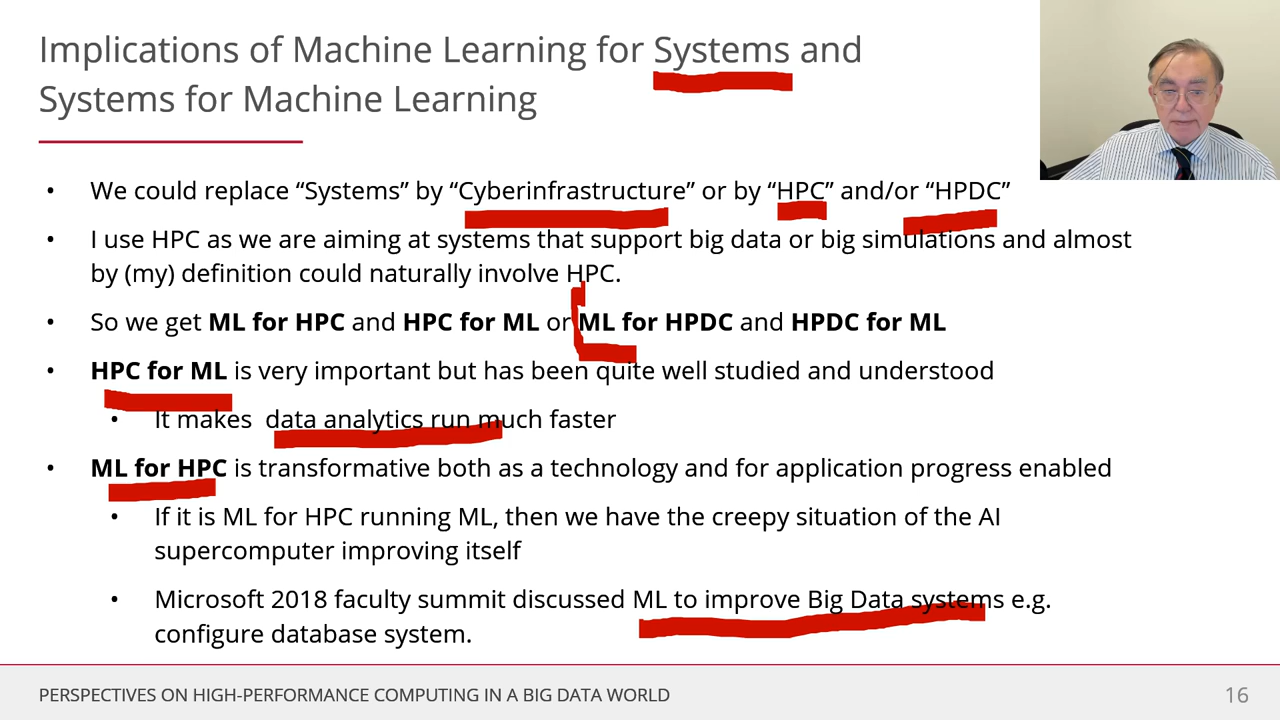 Implications of Machine Learning for Systems and
Systems for Machine Learning
• We could replace “Systems” by “Cyberinfrastructure” or by “HPC” and/or “HPDC”
• I use HPC as we are aiming at systems that support big data or big simulations and almost
by (my) definition could naturally involve HPC.
• So we get ML for HPC and HPC for ML or ML for HPDC and HPDC for ML
• HPC for ML is very important but has been quite well studied and understood
• It makes data analytics run much faster
• ML for HPC is transformative both as a technology and for application progress enabled
• If it is ML for HPC running ML, then we have the creepy situation of the AI
supercomputer improving itself
• Microsoft 2018 faculty summit discussed ML to improve Big Data systems e.g.
configure database system.
PERSPECTIVES ON HIGH-PERFORMANCE COMPUTING IN A BIG DATA WORLD
16